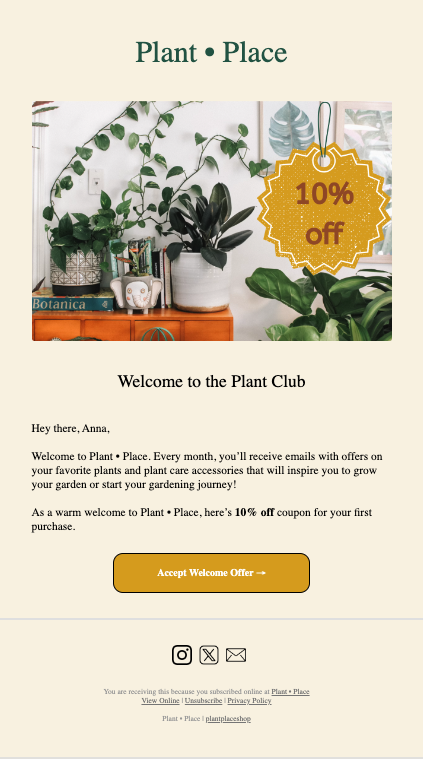 Plant • Place
10%
off
Botanica
Welcome to the Plant Club
Hey there, Anna,
Welcome to Plant • Place. Every month, you’ll receive emails with offers on
your favorite plants and plant care accessories that will inspire you to grow
your garden or start your gardening journey!
As a warm welcome to Plant • Place, here’s 10% off coupon for your first
purchase.
Accept Welcome Offer →
You are receiving this because you subscribed online at Plant • Place
View Online | Unsubscribe | Privacy Policy
Plant • Place | plantplaceshop